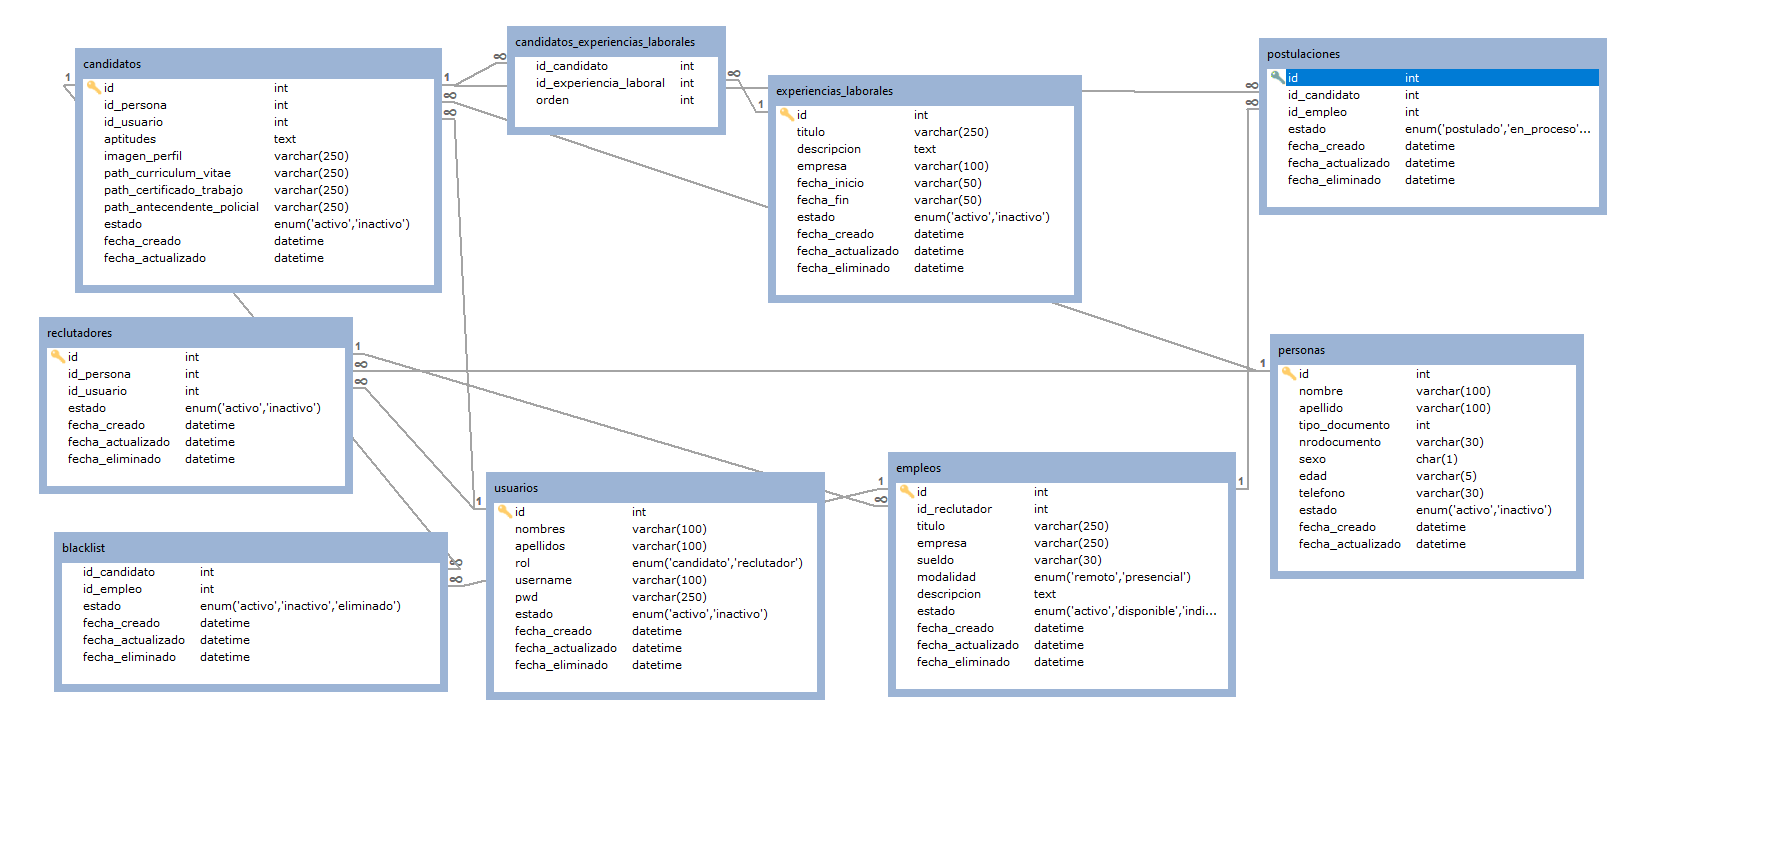 candidatos
id int
id_persona int
id_usuario int
aptitudes text
imagen_perfil varchar(250)
path_curriculum_vitae varchar(250)
path_certificado_trabajo varchar(250)
path_antecendente_policial varchar(250)
estado enum('activo','inactivo')
fecha_creado datetime
fecha_actualizado datetime
candidatos_experiencias_laborales
id_candidato int
id_experiencia_laboral int
orden int
experiencias_laborales
id int
titulo varchar(250)
descripcion text
empresa varchar(100)
fecha_inicio varchar(50)
fecha_fin varchar(50)
estado enum('activo','inactivo')
fecha_creado datetime
fecha_actualizado datetime
fecha_eliminado datetime
postulaciones
id int
id_candidato int
id_empleo int
estado enum('postulado','en_proceso'...
fecha_creado datetime
fecha_actualizado datetime
fecha_eliminado datetime
reclutadores
id int
id_persona int
id_usuario int
estado enum('activo','inactivo')
fecha_creado datetime
fecha_actualizado datetime
fecha_eliminado datetime
personas
id int
nombre varchar(100)
apellido varchar(100)
tipo_documento int
nrodocumento varchar(30)
sexo char(1)
edad varchar(5)
telefono varchar(30)
estado enum('activo','inactivo')
fecha_creado datetime
fecha_actualizado datetime
blacklist
id_candidato int
id_empleo int
estado enum('activo','inactivo','eliminado')
fecha_creado datetime
fecha_actualizado datetime
fecha_eliminado datetime
usuarios
id int
nombres varchar(100)
apellidos varchar(100)
rol enum('candidato','reclutador')
username varchar(100)
pwd varchar(250)
estado enum('activo','inactivo')
fecha_creado datetime
fecha_actualizado datetime
fecha_eliminado datetime
empleos
id int
id_reclutador int
titulo varchar(250)
empresa varchar(250)
sueldo varchar(30)
modalidad enum('remoto','presencial')
descripcion text
estado enum('activo','disponible','indi...
fecha_creado datetime
fecha_actualizado datetime
fecha_eliminado datetime
1
1
∞
∞
∞
∞
1
∞
∞
1
∞
∞
1
1
∞
1
∞
1
∞
∞